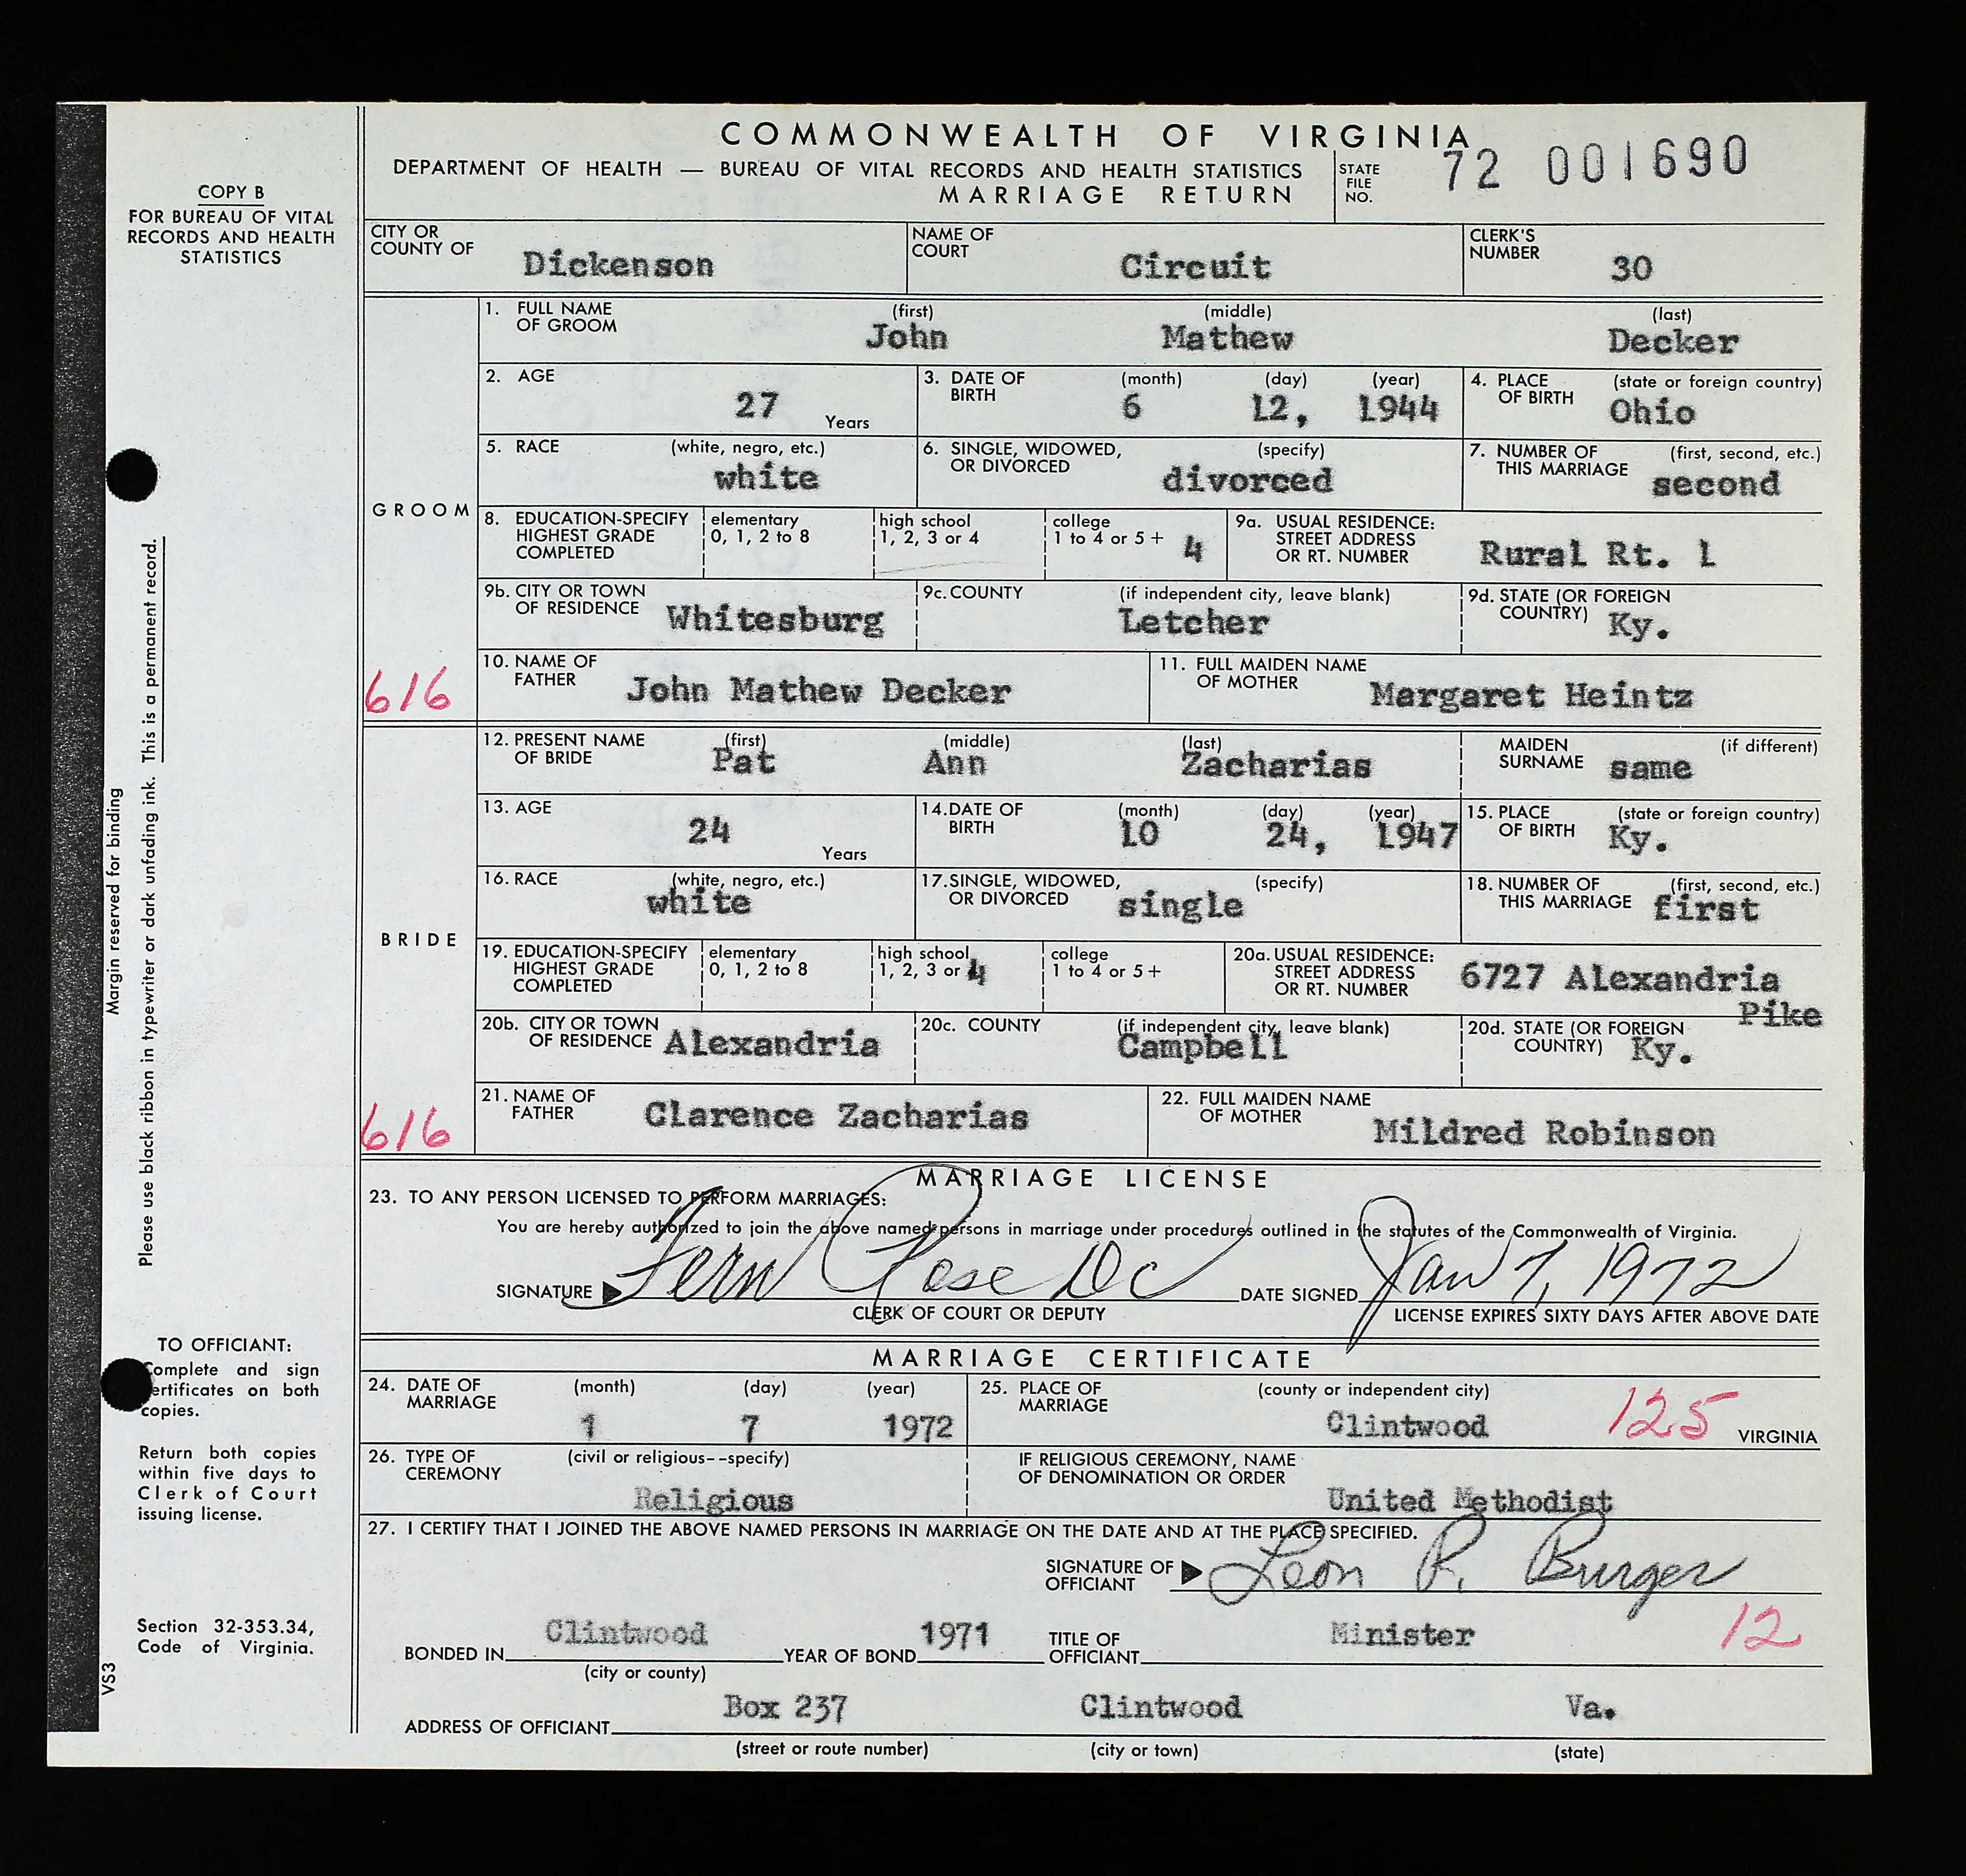 COMMONWEALTH OF VIRGINIA
DEPARTMENT OF HEALTH — BUREAU OF VITAL RECORDS AND HEALTH STATISTICS
MARRIAGE RETURN
STATE FILE NO. 72 001690
COPY B
FOR BUREAU OF VITAL
RECORDS AND HEALTH
STATISTICS
CITY OR COUNTY OF Dickenson NAME OF COURT Circuit CLERK'S NUMBER 30
GROOM
1. FULL NAME OF GROOM (first) John (middle) Mathew (last) Decker
2. AGE 27 Years 3. DATE OF BIRTH (month) 6 (day) 12, (year) 1944 4. PLACE OF BIRTH (state or foreign country) Ohio
5. RACE (white, negro, etc.) white 6. SINGLE, WIDOWED, OR DIVORCED (specify) divorced 7. NUMBER OF THIS MARRIAGE (first, second, etc.) second
8. EDUCATION-SPECIFY HIGHEST GRADE COMPLETED elementary 0, 1, 2 to 8 high school 1, 2, 3 or 4 college 1 to 4 or 5+ 4 9a. USUAL RESIDENCE: STREET ADDRESS OR RT. NUMBER Rural Rt. 1
9b. CITY OR TOWN OF RESIDENCE Whitesburg 9c. COUNTY (if independent city, leave blank) Letcher 9d. STATE (OR FOREIGN COUNTRY) Ky.
616
10. NAME OF FATHER John Mathew Decker 11. FULL MAIDEN NAME OF MOTHER Margaret Heintz
BRIDE
12. PRESENT NAME OF BRIDE (first) Pat (middle) Ann (last) Zacharias MAIDEN SURNAME (if different) same
13. AGE 24 Years 14. DATE OF BIRTH (month) 10 (day) 24, (year) 1947 15. PLACE OF BIRTH (state or foreign country) Ky.
16. RACE (white, negro, etc.) white 17. SINGLE, WIDOWED, OR DIVORCED (specify) single 18. NUMBER OF THIS MARRIAGE (first, second, etc.) first
19. EDUCATION-SPECIFY HIGHEST GRADE COMPLETED elementary 0, 1, 2 to 8 high school 1, 2, 3 or 4 college 1 to 4 or 5+ 20a. USUAL RESIDENCE: STREET ADDRESS OR RT. NUMBER 6727 Alexandria Pike
20b. CITY OR TOWN OF RESIDENCE Alexandria 20c. COUNTY (if independent city, leave blank) Campbell 20d. STATE (OR FOREIGN COUNTRY) Ky.
616
21. NAME OF FATHER Clarence Zacharias 22. FULL MAIDEN NAME OF MOTHER Mildred Robinson
MARRIAGE LICENSE
23. TO ANY PERSON LICENSED TO PERFORM MARRIAGES:
You are hereby authorized to join the above named persons in marriage under procedures outlined in the statutes of the Commonwealth of Virginia.
SIGNATURE Fern Rose DC DATE SIGNED Jan 7, 1972
CLERK OF COURT OR DEPUTY LICENSE EXPIRES SIXTY DAYS AFTER ABOVE DATE
MARRIAGE CERTIFICATE
24. DATE OF MARRIAGE (month) 1 (day) 7 (year) 1972 25. PLACE OF MARRIAGE (county or independent city) Clintwood 125 VIRGINIA
26. TYPE OF CEREMONY (civil or religious--specify) Religious IF RELIGIOUS CEREMONY, NAME OF DENOMINATION OR ORDER United Methodist
27. I CERTIFY THAT I JOINED THE ABOVE NAMED PERSONS IN MARRIAGE ON THE DATE AND AT THE PLACE SPECIFIED.
SIGNATURE OF OFFICIANT Leon R. Burger
BONDED IN Clintwood YEAR OF BOND 1971 TITLE OF OFFICIANT Minister 12
(city or county)
ADDRESS OF OFFICIANT Box 237 Clintwood Va.
(street or route number) (city or town) (state)
Margin reserved for binding
Please use black ribbon in typewriter or dark unfading ink. This is a permanent record.
TO OFFICIANT:
Complete and sign
certificates on both
copies.
Return both copies
within five days to
Clerk of Court
issuing license.
Section 32-353.34,
Code of Virginia.
VS3